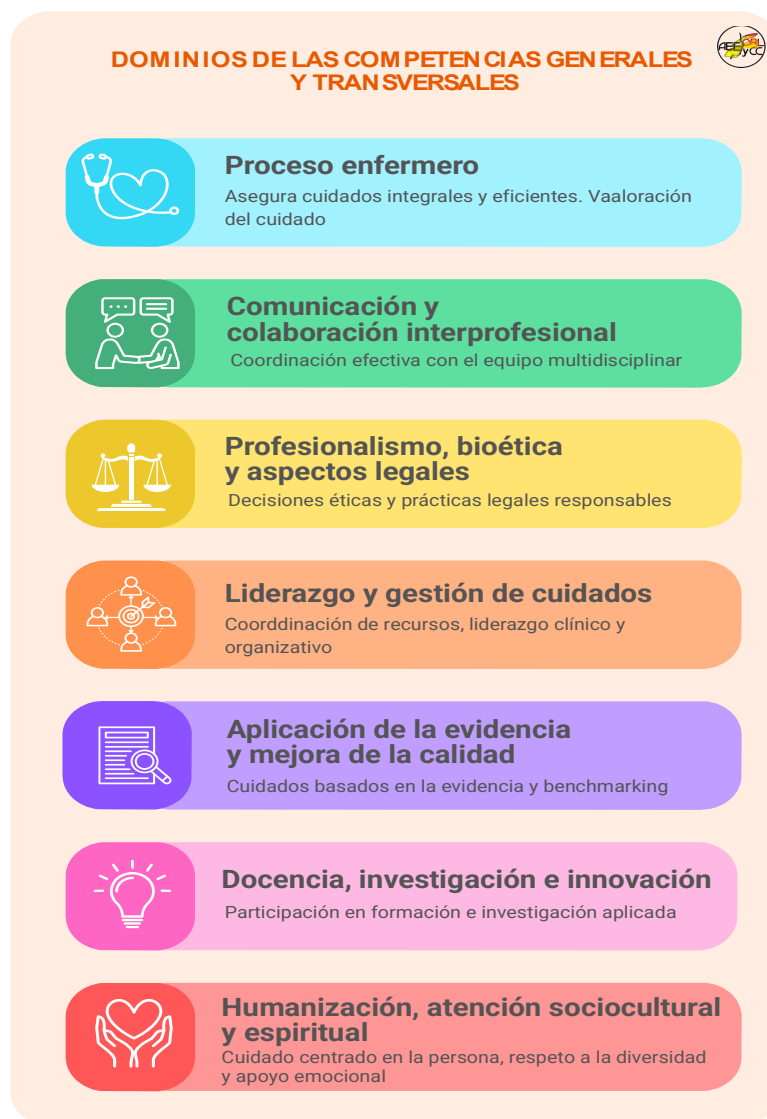 DOMINIOS DE LAS COMPETENCIAS GENERALES
Y TRANSVERSALES
Proceso enfermero
Asegura cuidados integrales y eficientes. Vaaloración
del cuidado
Comunicación y
colaboración interprofesional
Coordinación efectiva con el equipo multidisciplinar
Profesionalismo, bioética
y aspectos legales
Decisiones éticas y prácticas legales responsables
Liderazgo y gestión de cuidados
Coorddinación de recursos, liderazgo clínico y
organizativo
Aplicación de la evidencia
y mejora de la calidad
Cuidados basados en la evidencia y benchmarking
Docencia, investigación e innovación
Participación en formación e investigación aplicada
Humanización, atención sociocultural
y espiritual
Cuidado centrado en la persona, respeto a la diversidad
y apoyo emocional